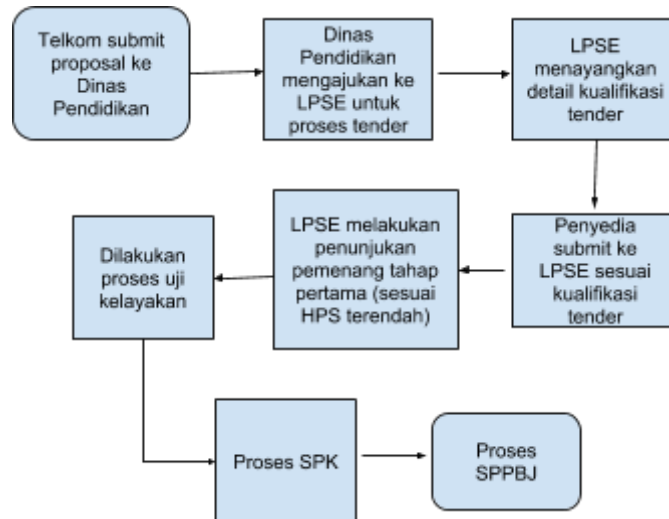 Telkom submit
proposal ke
Dinas
Pendidikan
Dinas
Pendidikan
mengajukan ke
LPSE untuk
proses tender
LPSE
menayangkan
detail kualifikasi
tender
Penyedia
submit ke
LPSE sesuai
kualifikasi
tender
LPSE melakukan
penunjukan
pemenang tahap
pertama (sesuai
HPS terendah)
Dilakukan
proses uji
kelayakan
Proses SPK
Proses
SPPBJ